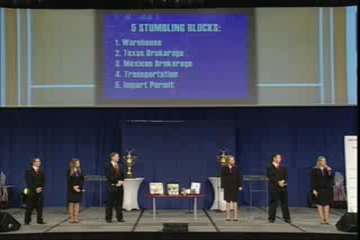 5 STUMBLING BLOCKS:
1. Warehouse
2. Texas Brokerage
3. Mexican Brokerage
4. Transportation
5. Import Permit